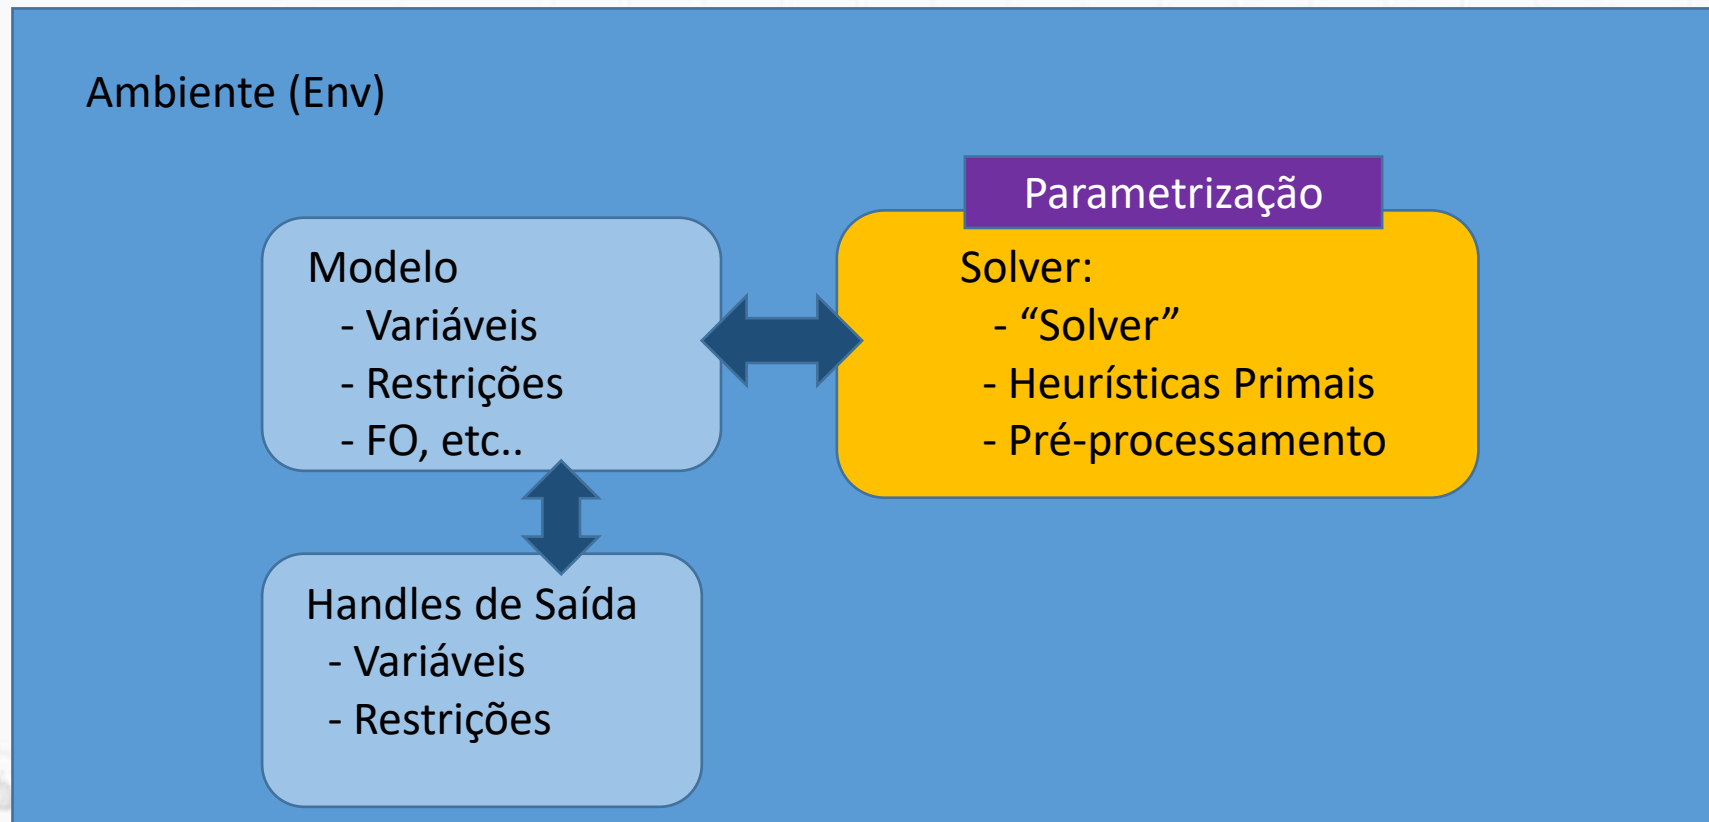 Ambiente (Env)
Parametrização
Modelo
- Variáveis
- Restrições
- FO, etc..
Solver:
- “Solver”
- Heurísticas Primais
- Pré-processamento
Handles de Saída
- Variáveis
- Restrições